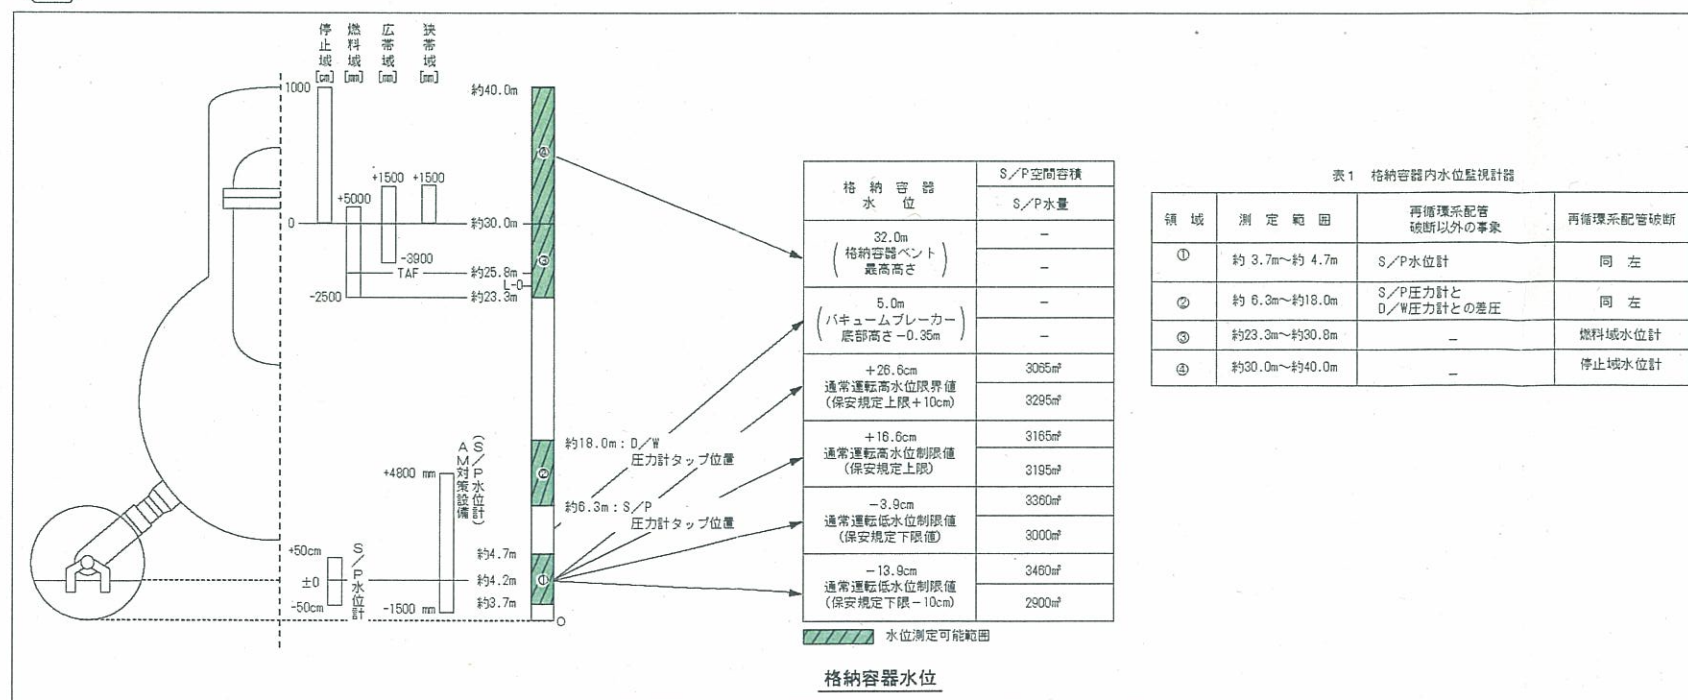 停止域[cm]
燃料域[mm]
広帯域[mm]
狭帯域[mm]
1000
約40.0m
④
+1500 +1500
+5000
0
約30.0m
③
-3900
TAF
約25.8m
L-0
-2500
約23.3m
約18.0m：D/W
圧力計タップ位置
+4800 mm
AM対策設備
(S/P水位計)
②
約6.3m：S/P
圧力計タップ位置
+50cm
±0
-50cm
S/P水位計
-1500 mm
約4.7m
約4.2m
約3.7m
①
0
格納容器
水位
S/P空間容積
S/P水量
32.0m
(格納容器ベント
最高高さ)
－
－
5.0m
(バキュームブレーカー
底部高さ－0.35m)
－
－
+26.6cm
通常運転高水位限界値
(保安規定上限+10cm)
3065m³
3295m³
+16.6cm
通常運転高水位制限値
(保安規定上限)
3165m³
3195m³
－3.9cm
通常運転低水位制限値
(保安規定下限値)
3360m³
3000m³
－13.9cm
通常運転低水位制限値
(保安規定下限－10cm)
3460m³
2900m³
水位測定可能範囲
格納容器水位
表1 格納容器内水位監視計器
領域 測定範囲 再循環系配管
破断以外の事象 再循環系配管破断
① 約 3.7m～約 4.7m S/P水位計 同左
② 約 6.3m～約18.0m S/P圧力計と
D/W圧力計との差圧 同左
③ 約23.3m～約30.8m － 燃料域水位計
④ 約30.0m～約40.0m － 停止域水位計